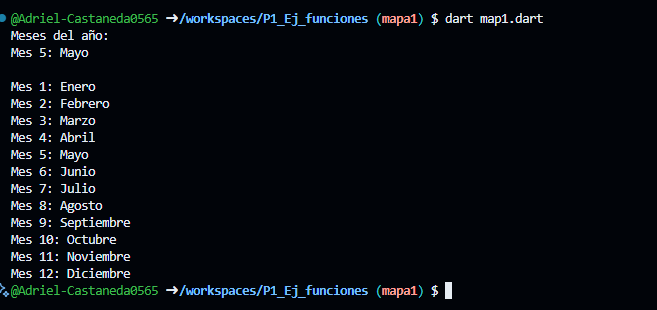 @Adriel-Castaneda0565 ➜/workspaces/P1_Ej_funciones (mapa1) $ dart map1.dart
Meses del año:
Mes 5: Mayo

Mes 1: Enero
Mes 2: Febrero
Mes 3: Marzo
Mes 4: Abril
Mes 5: Mayo
Mes 6: Junio
Mes 7: Julio
Mes 8: Agosto
Mes 9: Septiembre
Mes 10: Octubre
Mes 11: Noviembre
Mes 12: Diciembre
@Adriel-Castaneda0565 ➜/workspaces/P1_Ej_funciones (mapa1) $